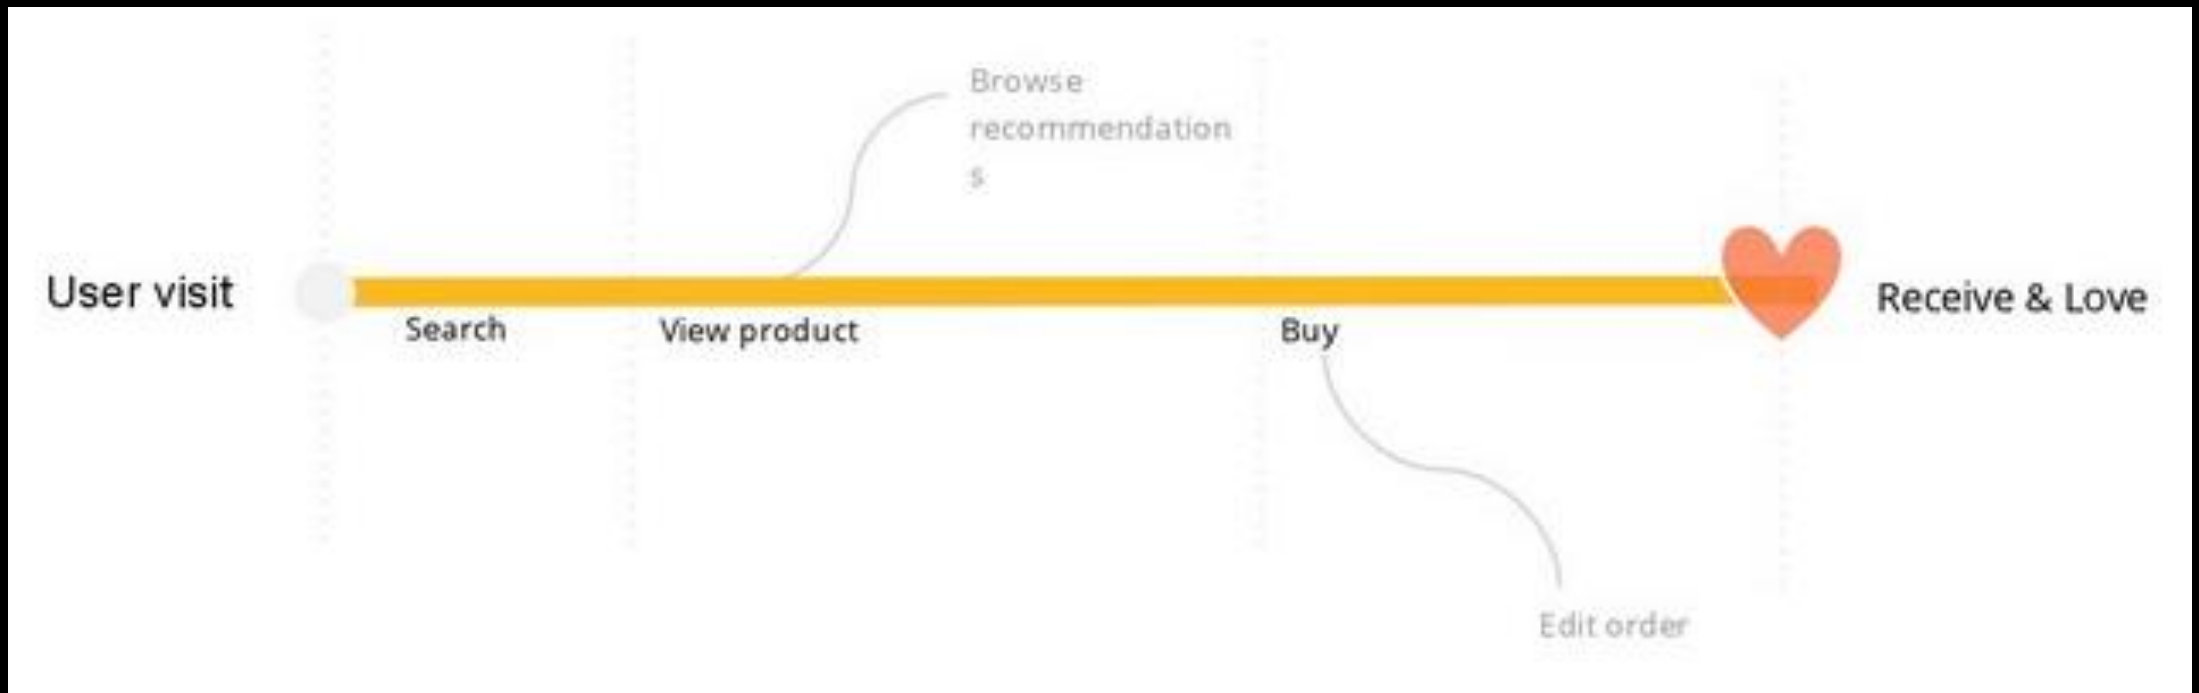 Browse
recommendation
s
User visit
Receive & Love
Search
View product
Buy
Edit order